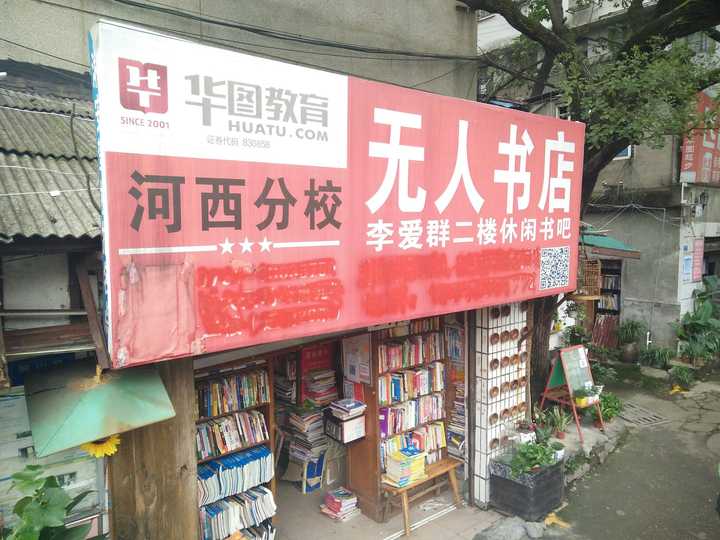 华图教育
HUATU.COM
SINCE 2001
证券代码 830858
河西分校
无人书店
李爱群二楼休闲书吧